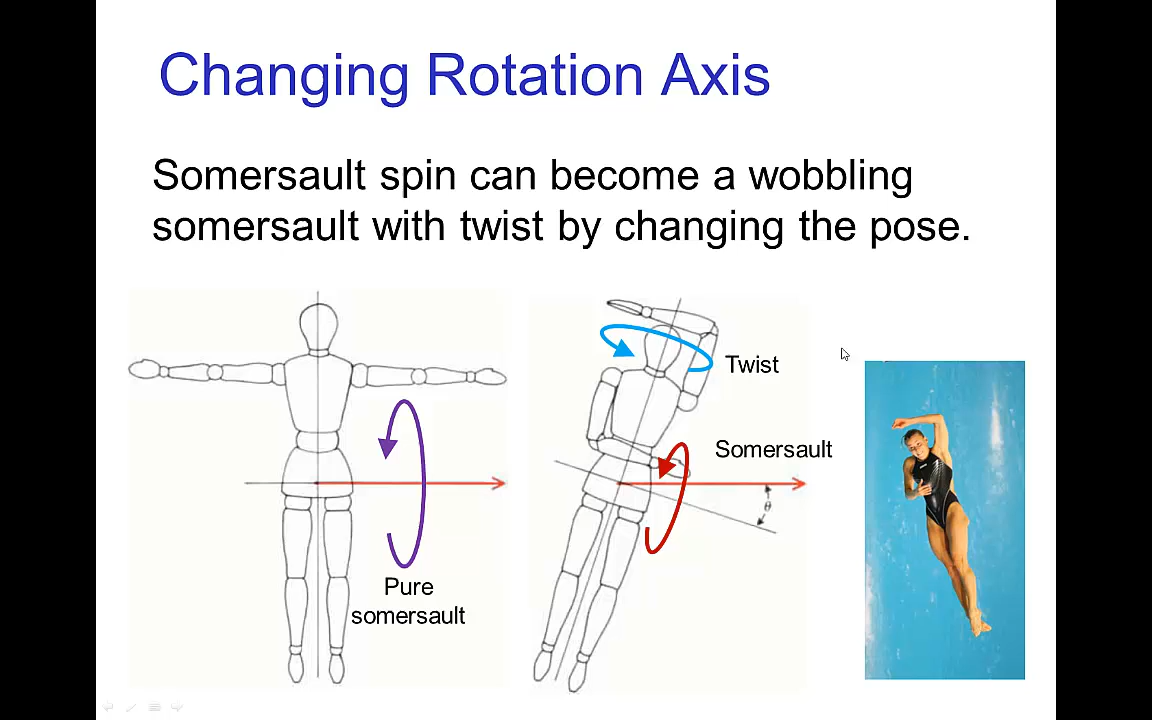 Changing Rotation Axis
Somersault spin can become a wobbling
somersault with twist by changing the pose.
Twist
Somersault
θ
Pure
somersault